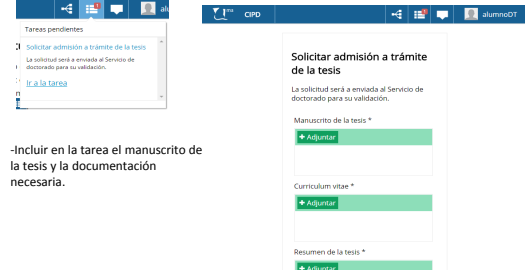 alu
Tareas pendientes
Solicitar admisión a trámite de la tesis
La solicitud será a enviada al Servicio de
doctorado para su validación.
Ir a la tarea
-Incluir en la tarea el manuscrito de
la tesis y la documentación
necesaria.
CIPD
alumnoDT
Solicitar admisión a trámite
de la tesis
La solicitud será a enviada al Servicio de
doctorado para su validación.
Manuscrito de la tesis *
+ Adjuntar
Curriculum vitae *
+ Adjuntar
Resumen de la tesis *
+ Adjuntar